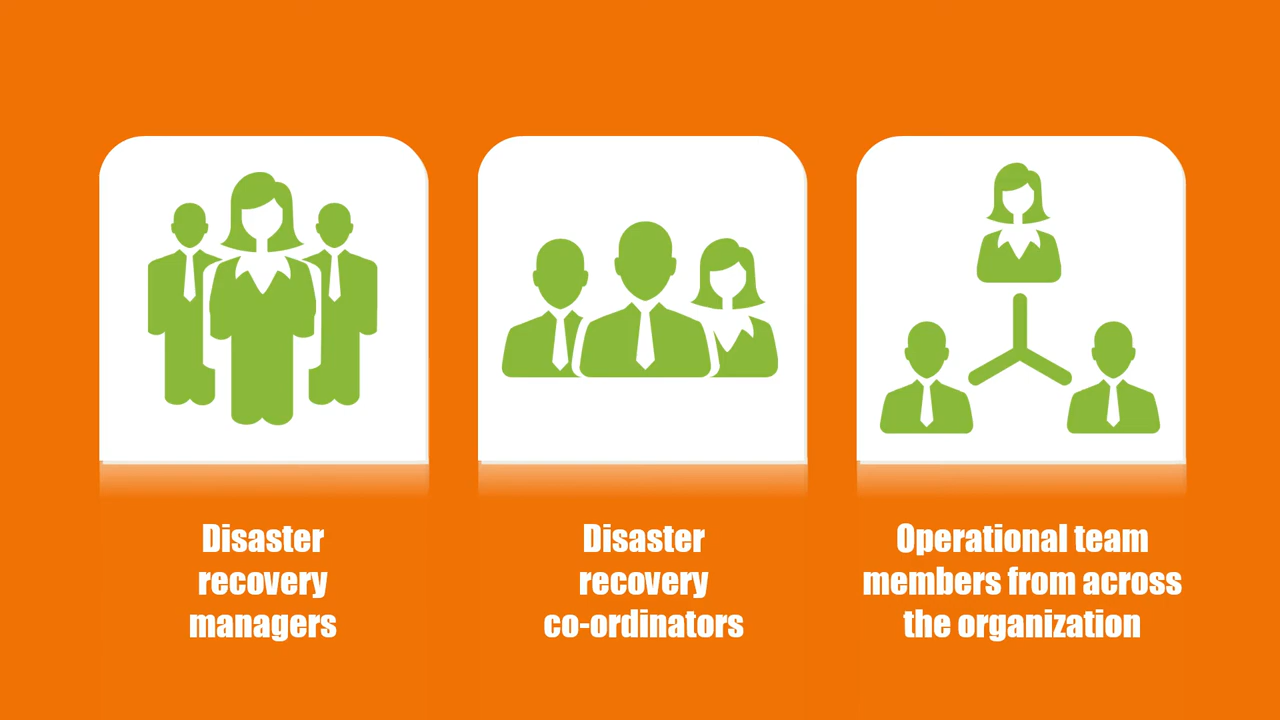 Disaster
recovery
managers
Disaster
recovery
co-ordinators
Operational team
members from across
the organization